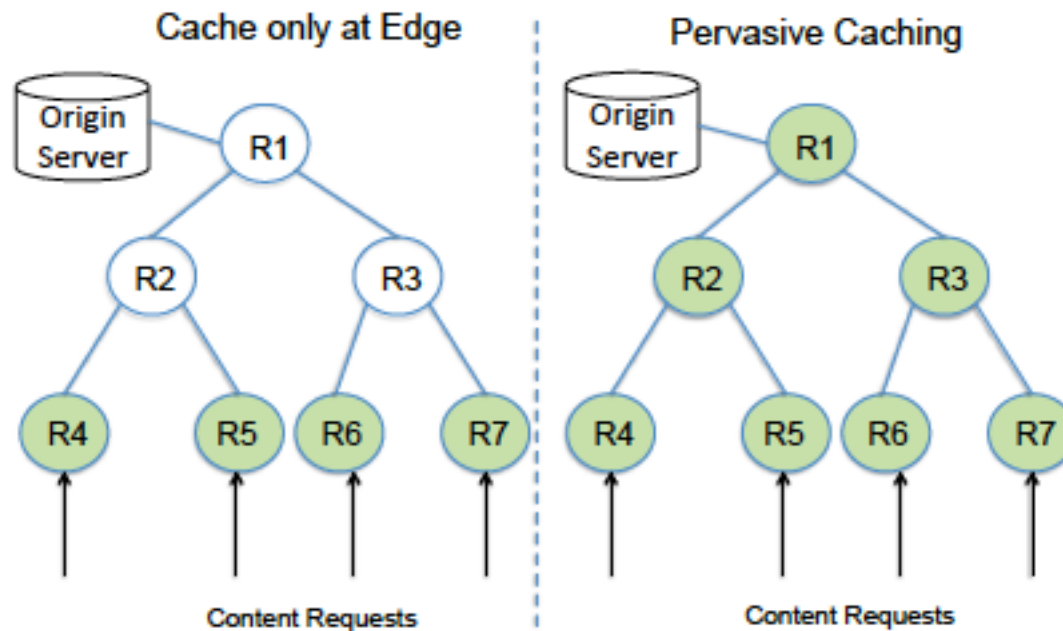 Cache only at Edge
Origin
Server
R1
R2
R3
R4
R5
R6
R7
Content Requests
Pervasive Caching
Origin
Server
R1
R2
R3
R4
R5
R6
R7
Content Requests